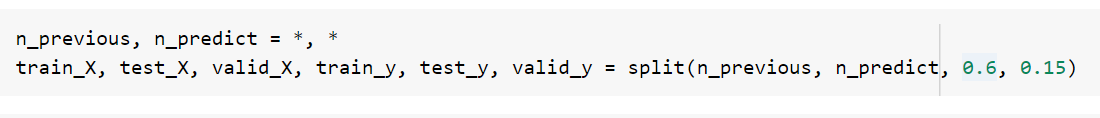 n_previous, n_predict = *, *
train_X, test_X, valid_X, train_y, test_y, valid_y = split(n_previous, n_predict, 0.6, 0.15)